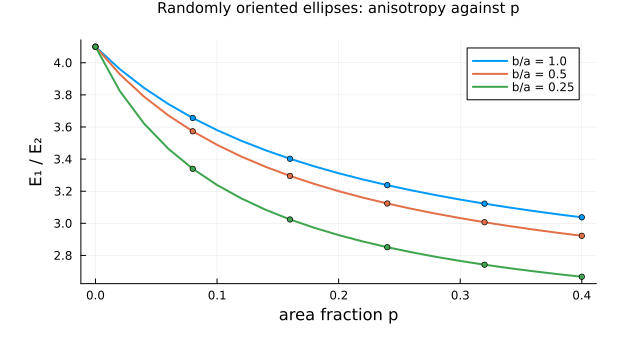 Randomly oriented ellipses: anisotropy against p
E₁ / E₂
4.0
3.8
3.6
3.4
3.2
3.0
2.8
b/a = 1.0
b/a = 0.5
b/a = 0.25
0.0 0.1 0.2 0.3 0.4
area fraction p